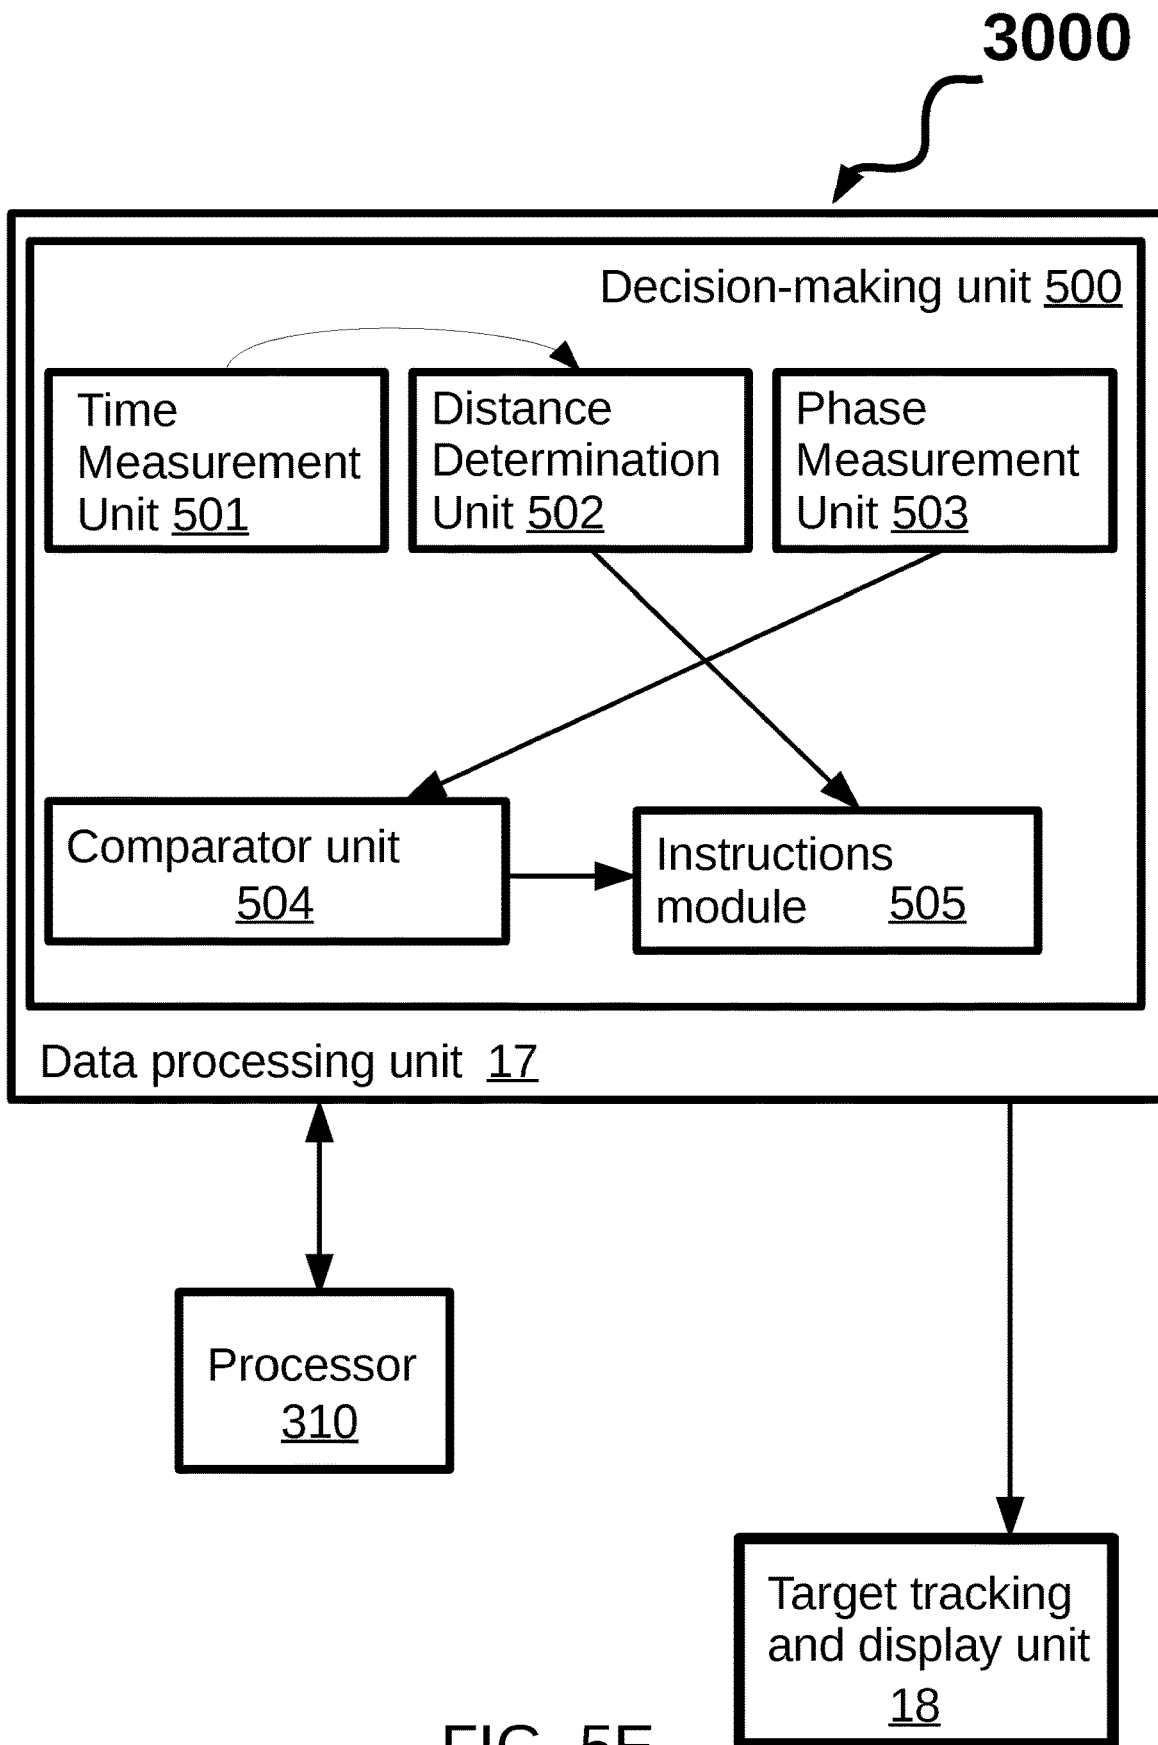 3000
Decision-making unit 500
Time
Measurement
Unit 501
Distance
Determination
Unit 502
Phase
Measurement
Unit 503
Comparator unit
504
Instructions
module 505
Data processing unit 17
Processor
310
Target tracking
and display unit
18
FIG.